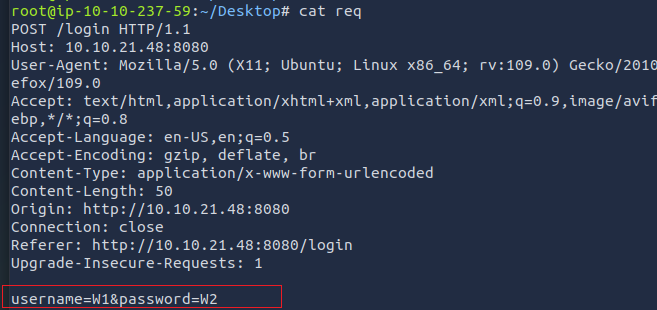 root@ip-10-10-237-59:~/Desktop# cat req
POST /login HTTP/1.1
Host: 10.10.21.48:8080
User-Agent: Mozilla/5.0 (X11; Ubuntu; Linux x86_64; rv:109.0) Gecko/2010
efox/109.0
Accept: text/html,application/xhtml+xml,application/xml;q=0.9,image/avif
ebp,*/*;q=0.8
Accept-Language: en-US,en;q=0.5
Accept-Encoding: gzip, deflate, br
Content-Type: application/x-www-form-urlencoded
Content-Length: 50
Origin: http://10.10.21.48:8080
Connection: close
Referer: http://10.10.21.48:8080/login
Upgrade-Insecure-Requests: 1
username=W1&password=W2